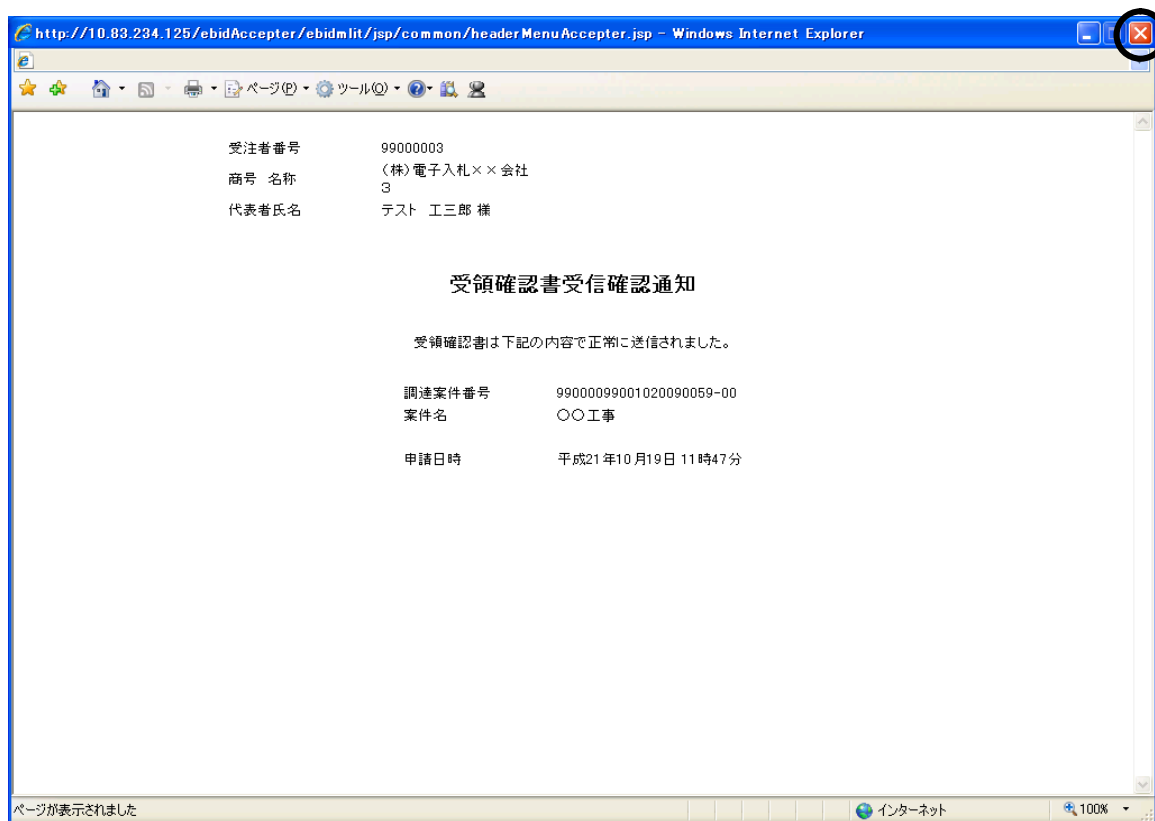 http://10.83.234.125/ebidAccepter/ebidmlit/jsp/common/headerMenuAccepter.jsp - Windows Internet Explorer
ページ(P) ツール(O)
受注者番号 99000003
商号 名称 (株)電子入札××会社
3
代表者氏名 テスト 工三郎 様
受領確認書受信確認通知
受領確認書は下記の内容で正常に送信されました。
調達案件番号 99000099001020090059-00
案件名 〇〇工事
申請日時 平成21年10月19日 11時47分
ページが表示されました インターネット 100%